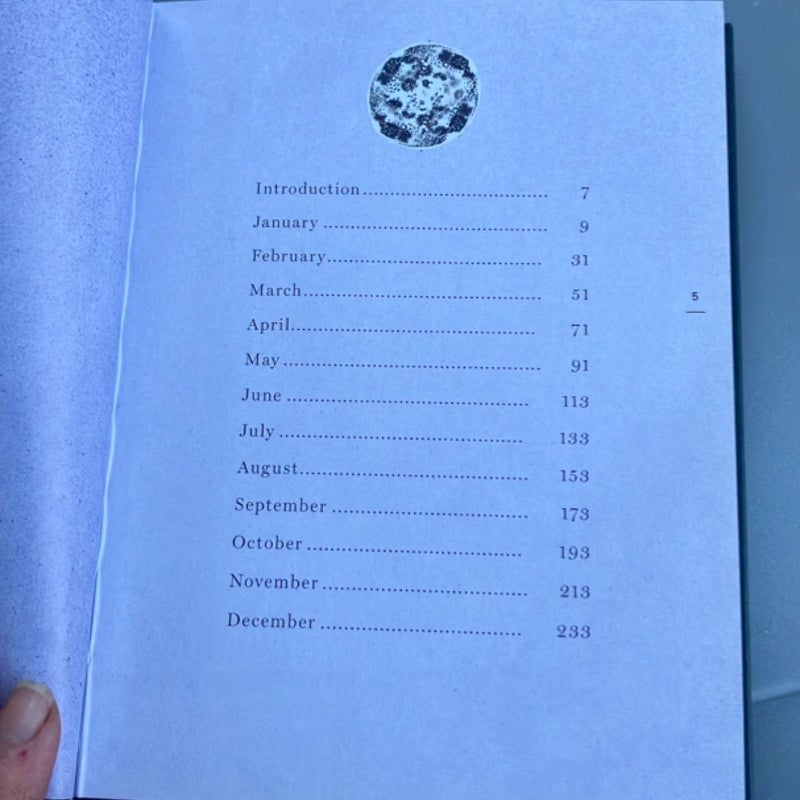 Introduction.................................. 7
January ......................................... 9
February....................................... 31
March........................................... 51
5
April............................................ 71
May ............................................... 91
June ............................................ 113
July ............................................. 133
August.......................................... 153
September .................................... 173
October ........................................ 193
November ..................................... 213
December ..................................... 233